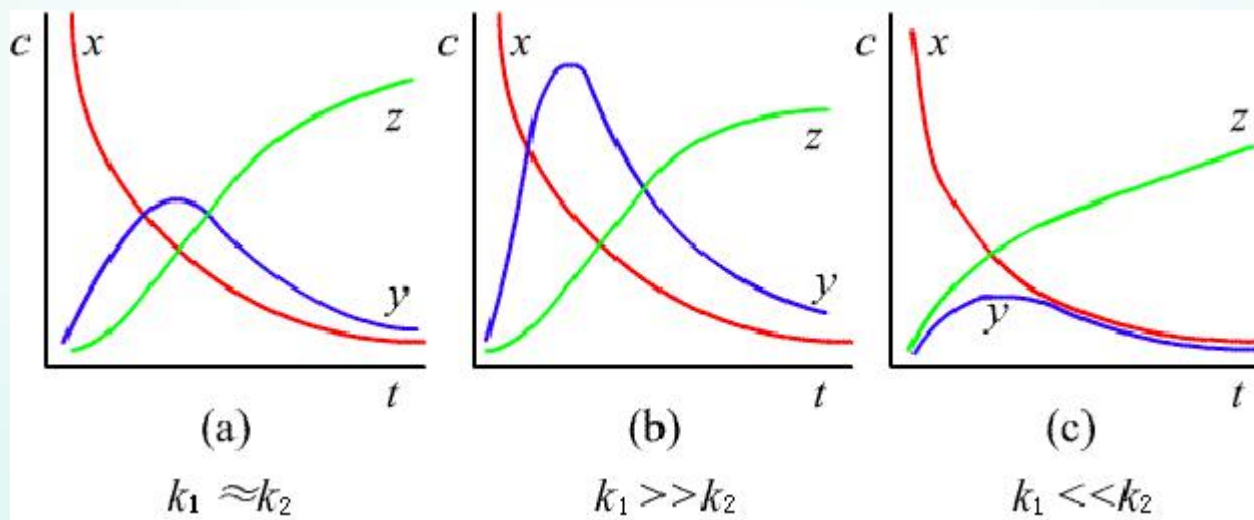 c x z y t
c x z y t
c x z y t
(a) (b) (c)
k₁ ≈k₂ k₁ >>k₂ k₁ <<k₂